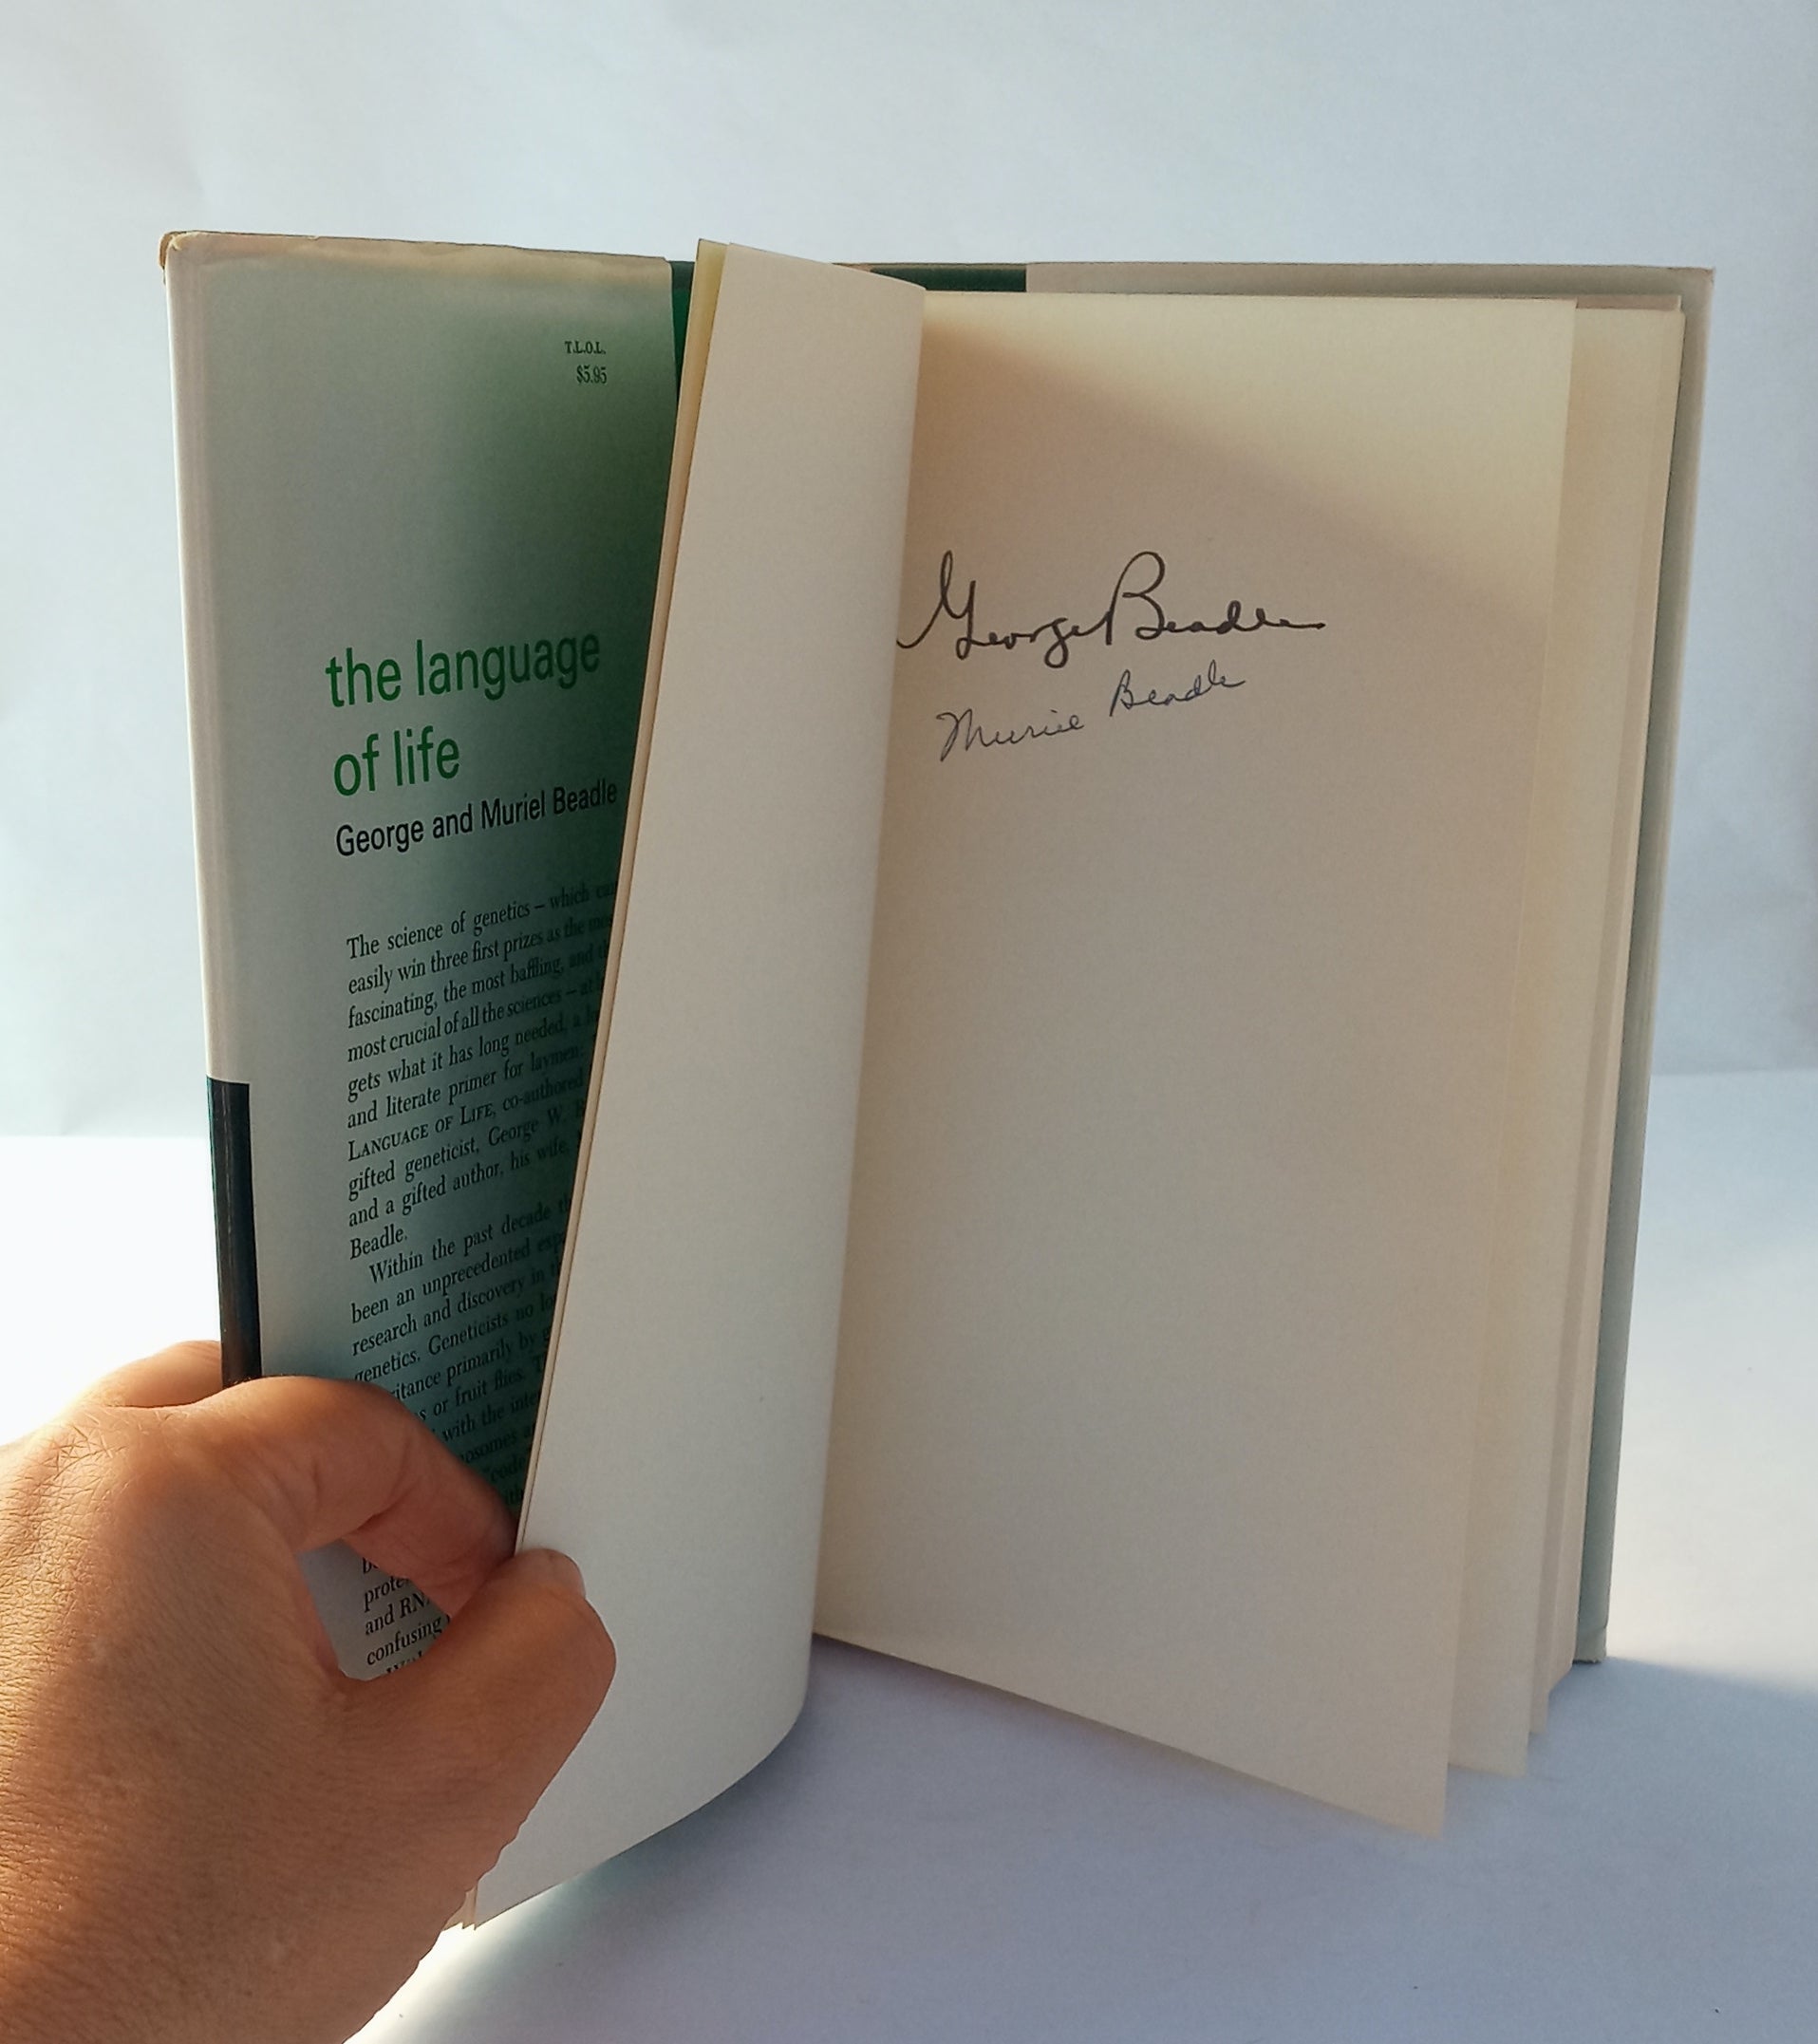 T.L.O.L.
$5.95
the language
of life
George and Muriel Beadle
The science of genetics – which
easily win three first prizes as the
fascinating, the most baffling, and
most crucial of all the sciences –
gets what it has long needed: a
and literate primer for laymen:
LANGUAGE OF LIFE, co-authored
gifted geneticist, George W.
and a gifted author, his wife,
Beadle.
Within the past decade
been an unprecedented
research and discovery in
genetics. Geneticists no
primarily by
or fruit flies.
with the
and
confusing
George Beadle
Muriel Beadle